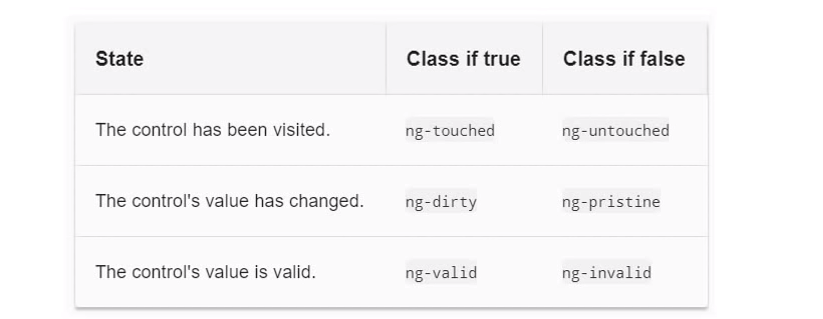 State Class if true Class if false
The control has been visited. ng-touched ng-untouched
The control's value has changed. ng-dirty ng-pristine
The control's value is valid. ng-valid ng-invalid